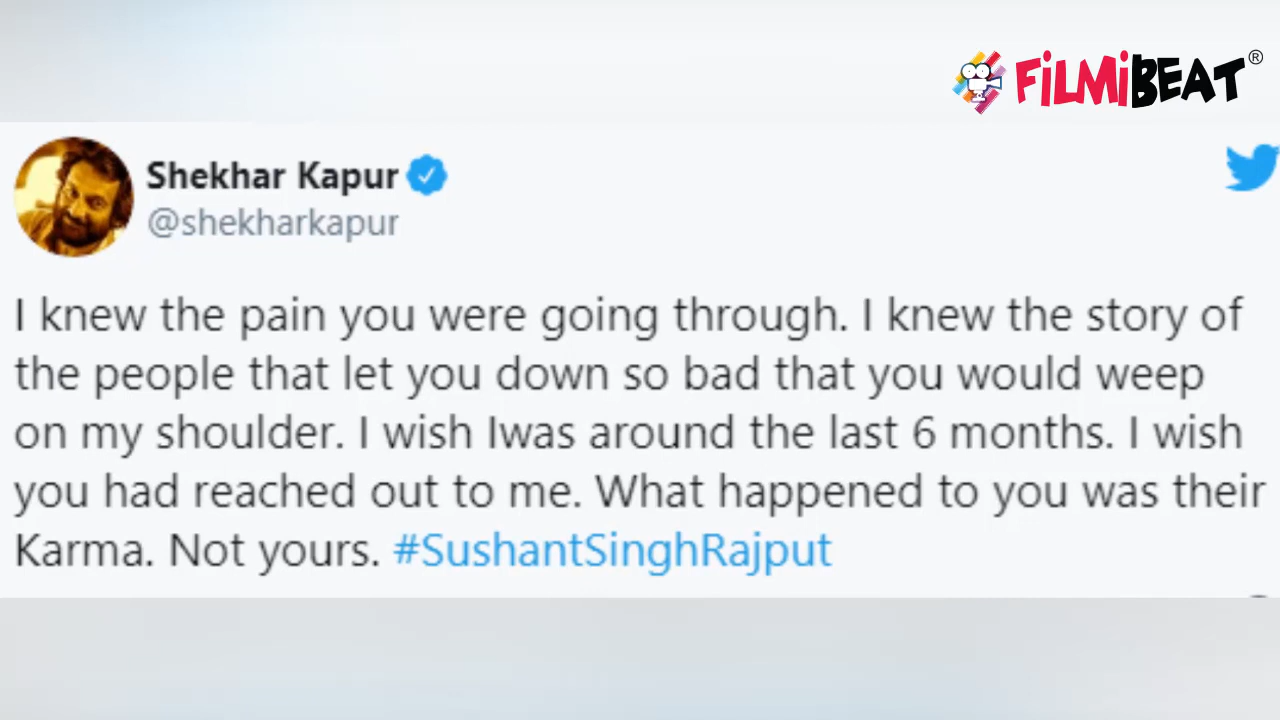 FiLMiBEAT®
Shekhar Kapur
@shekharkapur
I knew the pain you were going through. I knew the story of
the people that let you down so bad that you would weep
on my shoulder. I wish Iwas around the last 6 months. I wish
you had reached out to me. What happened to you was their
Karma. Not yours. #SushantSinghRajput